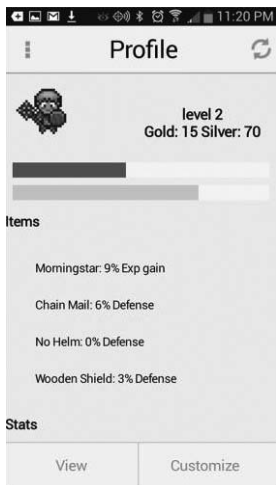 11:20 PM
Profile
level 2
Gold: 15 Silver: 70
Items
Morningstar: 9% Exp gain
Chain Mail: 6% Defense
No Helm: 0% Defense
Wooden Shield: 3% Defense
Stats
View Customize